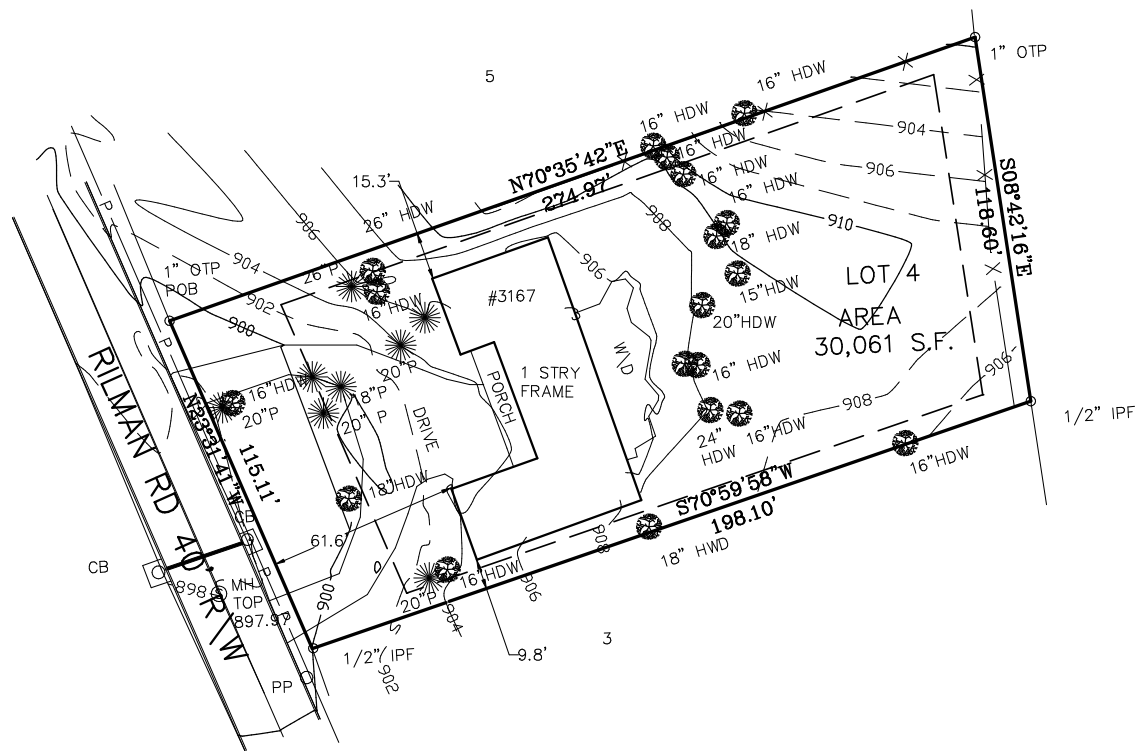 5
1" OTP
16" HDW
16" HDW
904
16" HDW
906
16" HDW
16" HDW
N70°35'42"E
274.97'
15.3'
26" HDW
906
908
910
S08°42'16"E
118.60'
18" HDW
1" OTP
POB
904
26"P
902
906
900
16"HDW
#3167
15"HDW
LOT 4
AREA
30,061 S.F.
20"HDW
20"P
W/D
1 STRY
FRAME
PORCH
16" HDW
16"HDW
20"P
18"P
20" P
DRIVE
908
906
24"
HDW
16"HDW
1/2" IPF
16"HDW
RILMAN RD 40' R/W
N23°31'41"W
115.11'
18"HDW
S70°59'58"W
198.10'
CB
61.6'
908
18" HWD
CB
898
MH
TOP
897.97
P
P
P
P
P
900
16"HDW
20"P
904
906
S
902
1/2" IPF
9.8'
3
PP